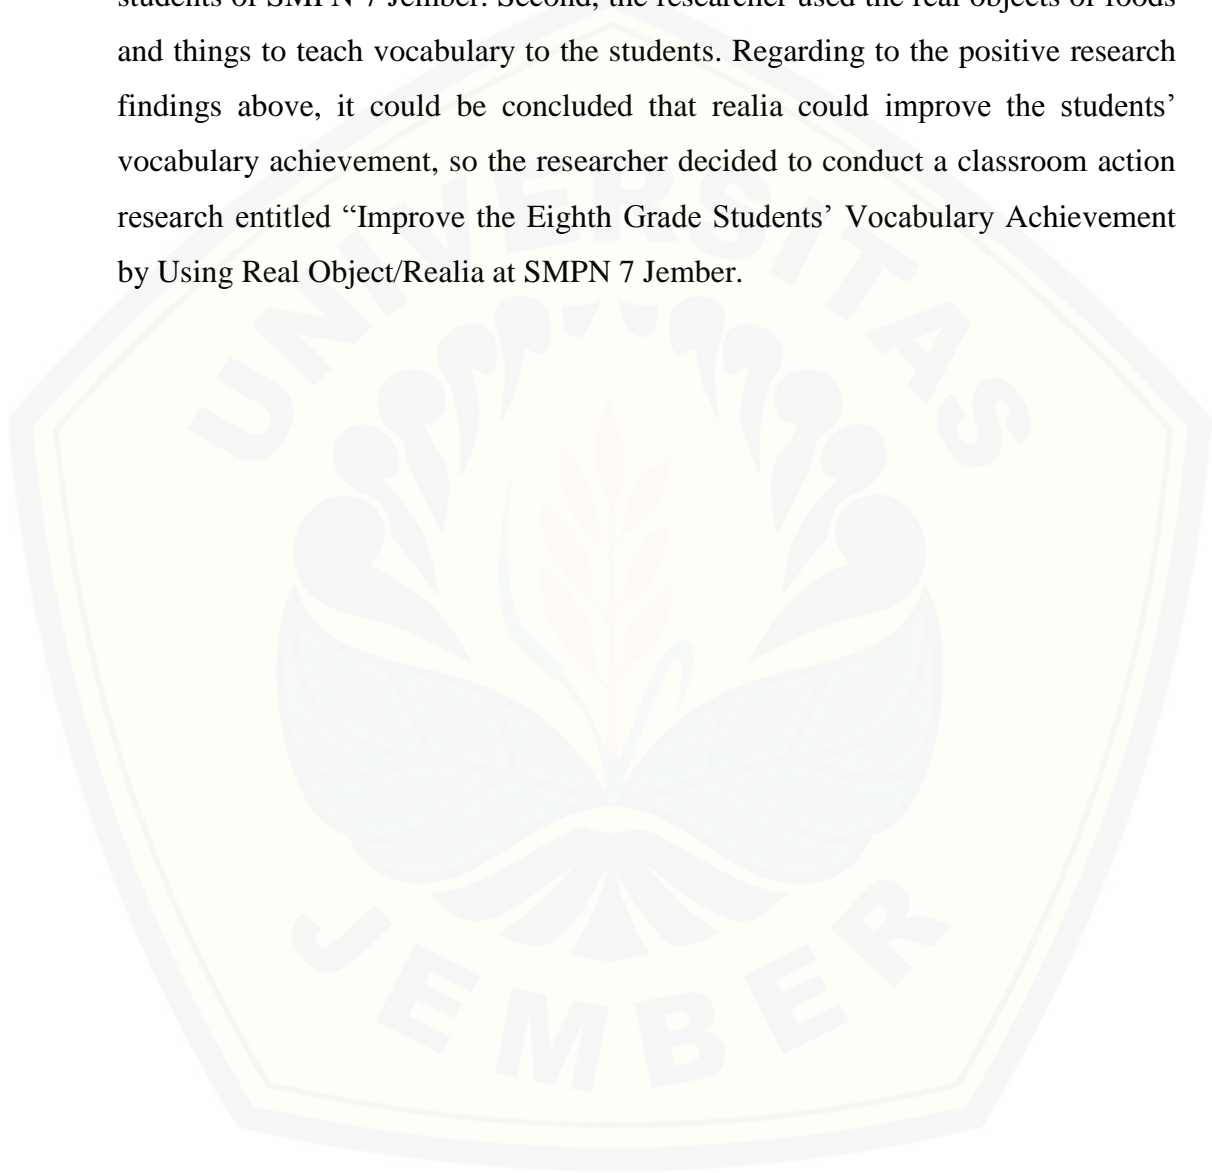 students of SMPN 7 Jember. Second, the researcher used the real objects of foods
and things to teach vocabulary to the students. Regarding to the positive research
findings above, it could be concluded that realia could improve the students’
vocabulary achievement, so the researcher decided to conduct a classroom action
research entitled “Improve the Eighth Grade Students’ Vocabulary Achievement
by Using Real Object/Realia at SMPN 7 Jember.
UNIVERSITAS
JEMBER